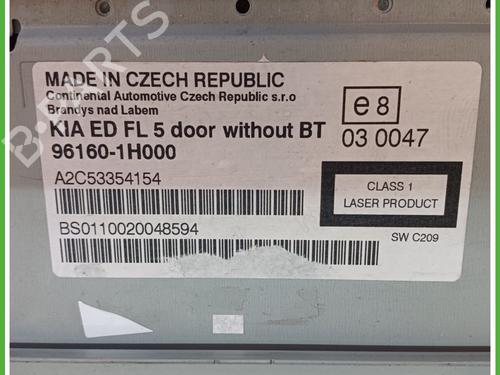 B-PARTS
MADE IN CZECH REPUBLIC
Continental Automotive Czech Republic s.r.o
Brandys nad Labem
KIA ED FL 5 door without BT
96160-1H000
e8
03 0047
A2C53354154
CLASS 1
LASER PRODUCT
BS0110020048594
SW C209